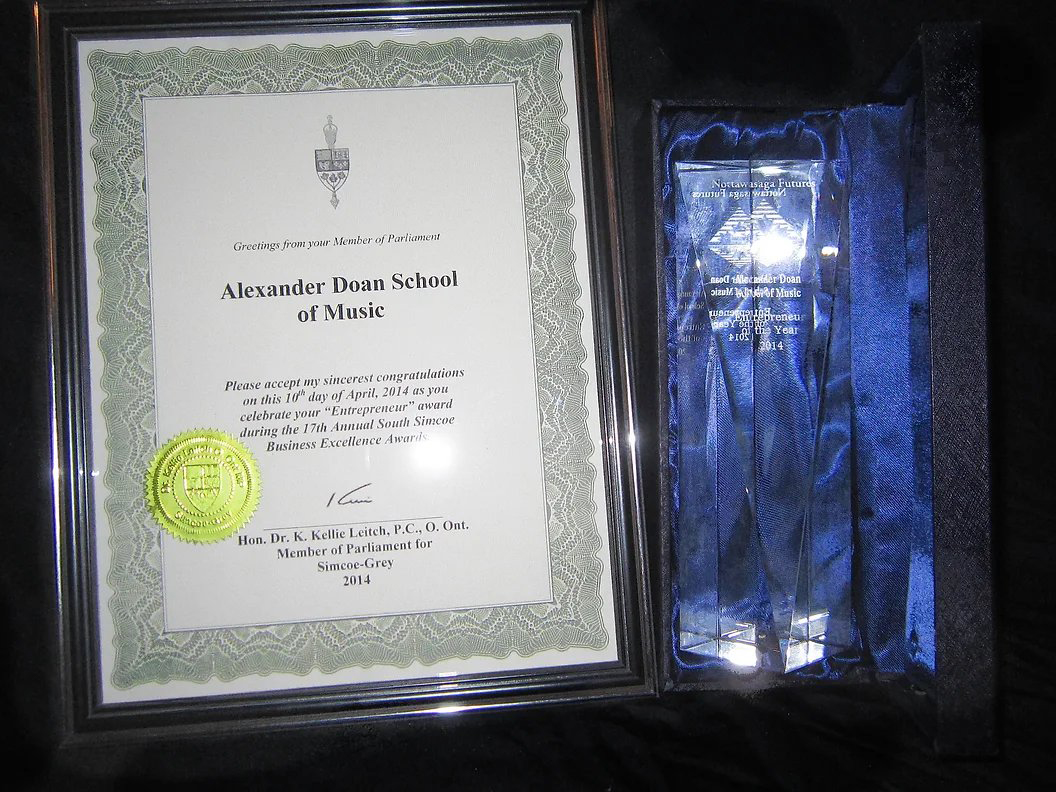 Greetings from your Member of Parliament
Alexander Doan School
of Music
Please accept my sincerest congratulations
on this 10th day of April, 2014 as you
celebrate your “Entrepreneur” award
during the 17th Annual South Simcoe
Business Excellence Awards
Hon. Dr. K. Kellie Leitch, P.C., O. Ont.
Member of Parliament for
Simcoe-Grey
2014
Simcoe-Grey
Nottawasaga Futures
Alexander Doan
of Music
Entrepreneur
of the Year
2014